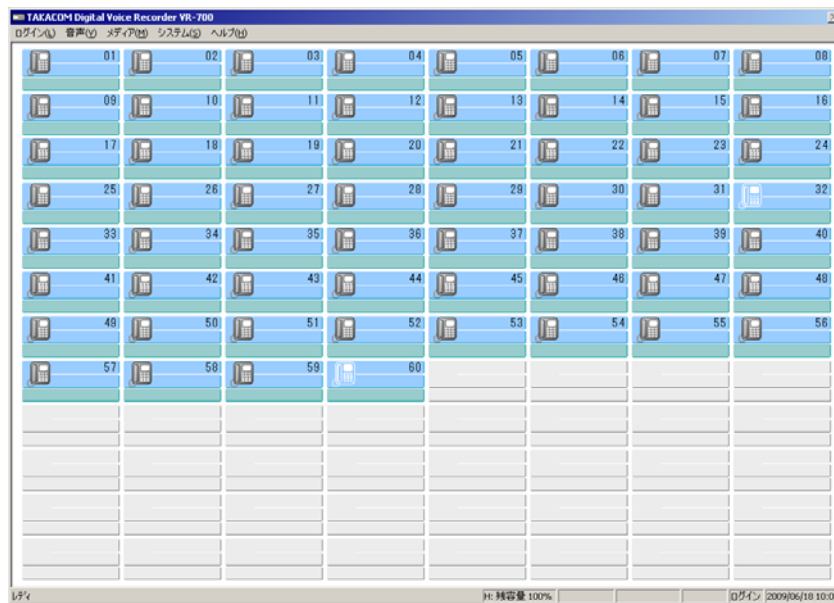 TAKACOM Digital Voice Recorder VR-700
ログイン(L) 音声(V) メディア(M) システム(S) ヘルプ(H)
01 02 03 04 05 06 07 08
09 10 11 12 13 14 15 16
17 18 19 20 21 22 23 24
25 26 27 28 29 30 31 32
33 34 35 36 37 38 39 40
41 42 43 44 45 46 47 48
49 50 51 52 53 54 55 56
57 58 59 60
レディ H: 残容量 100% ログイン 2009/06/18 10:0